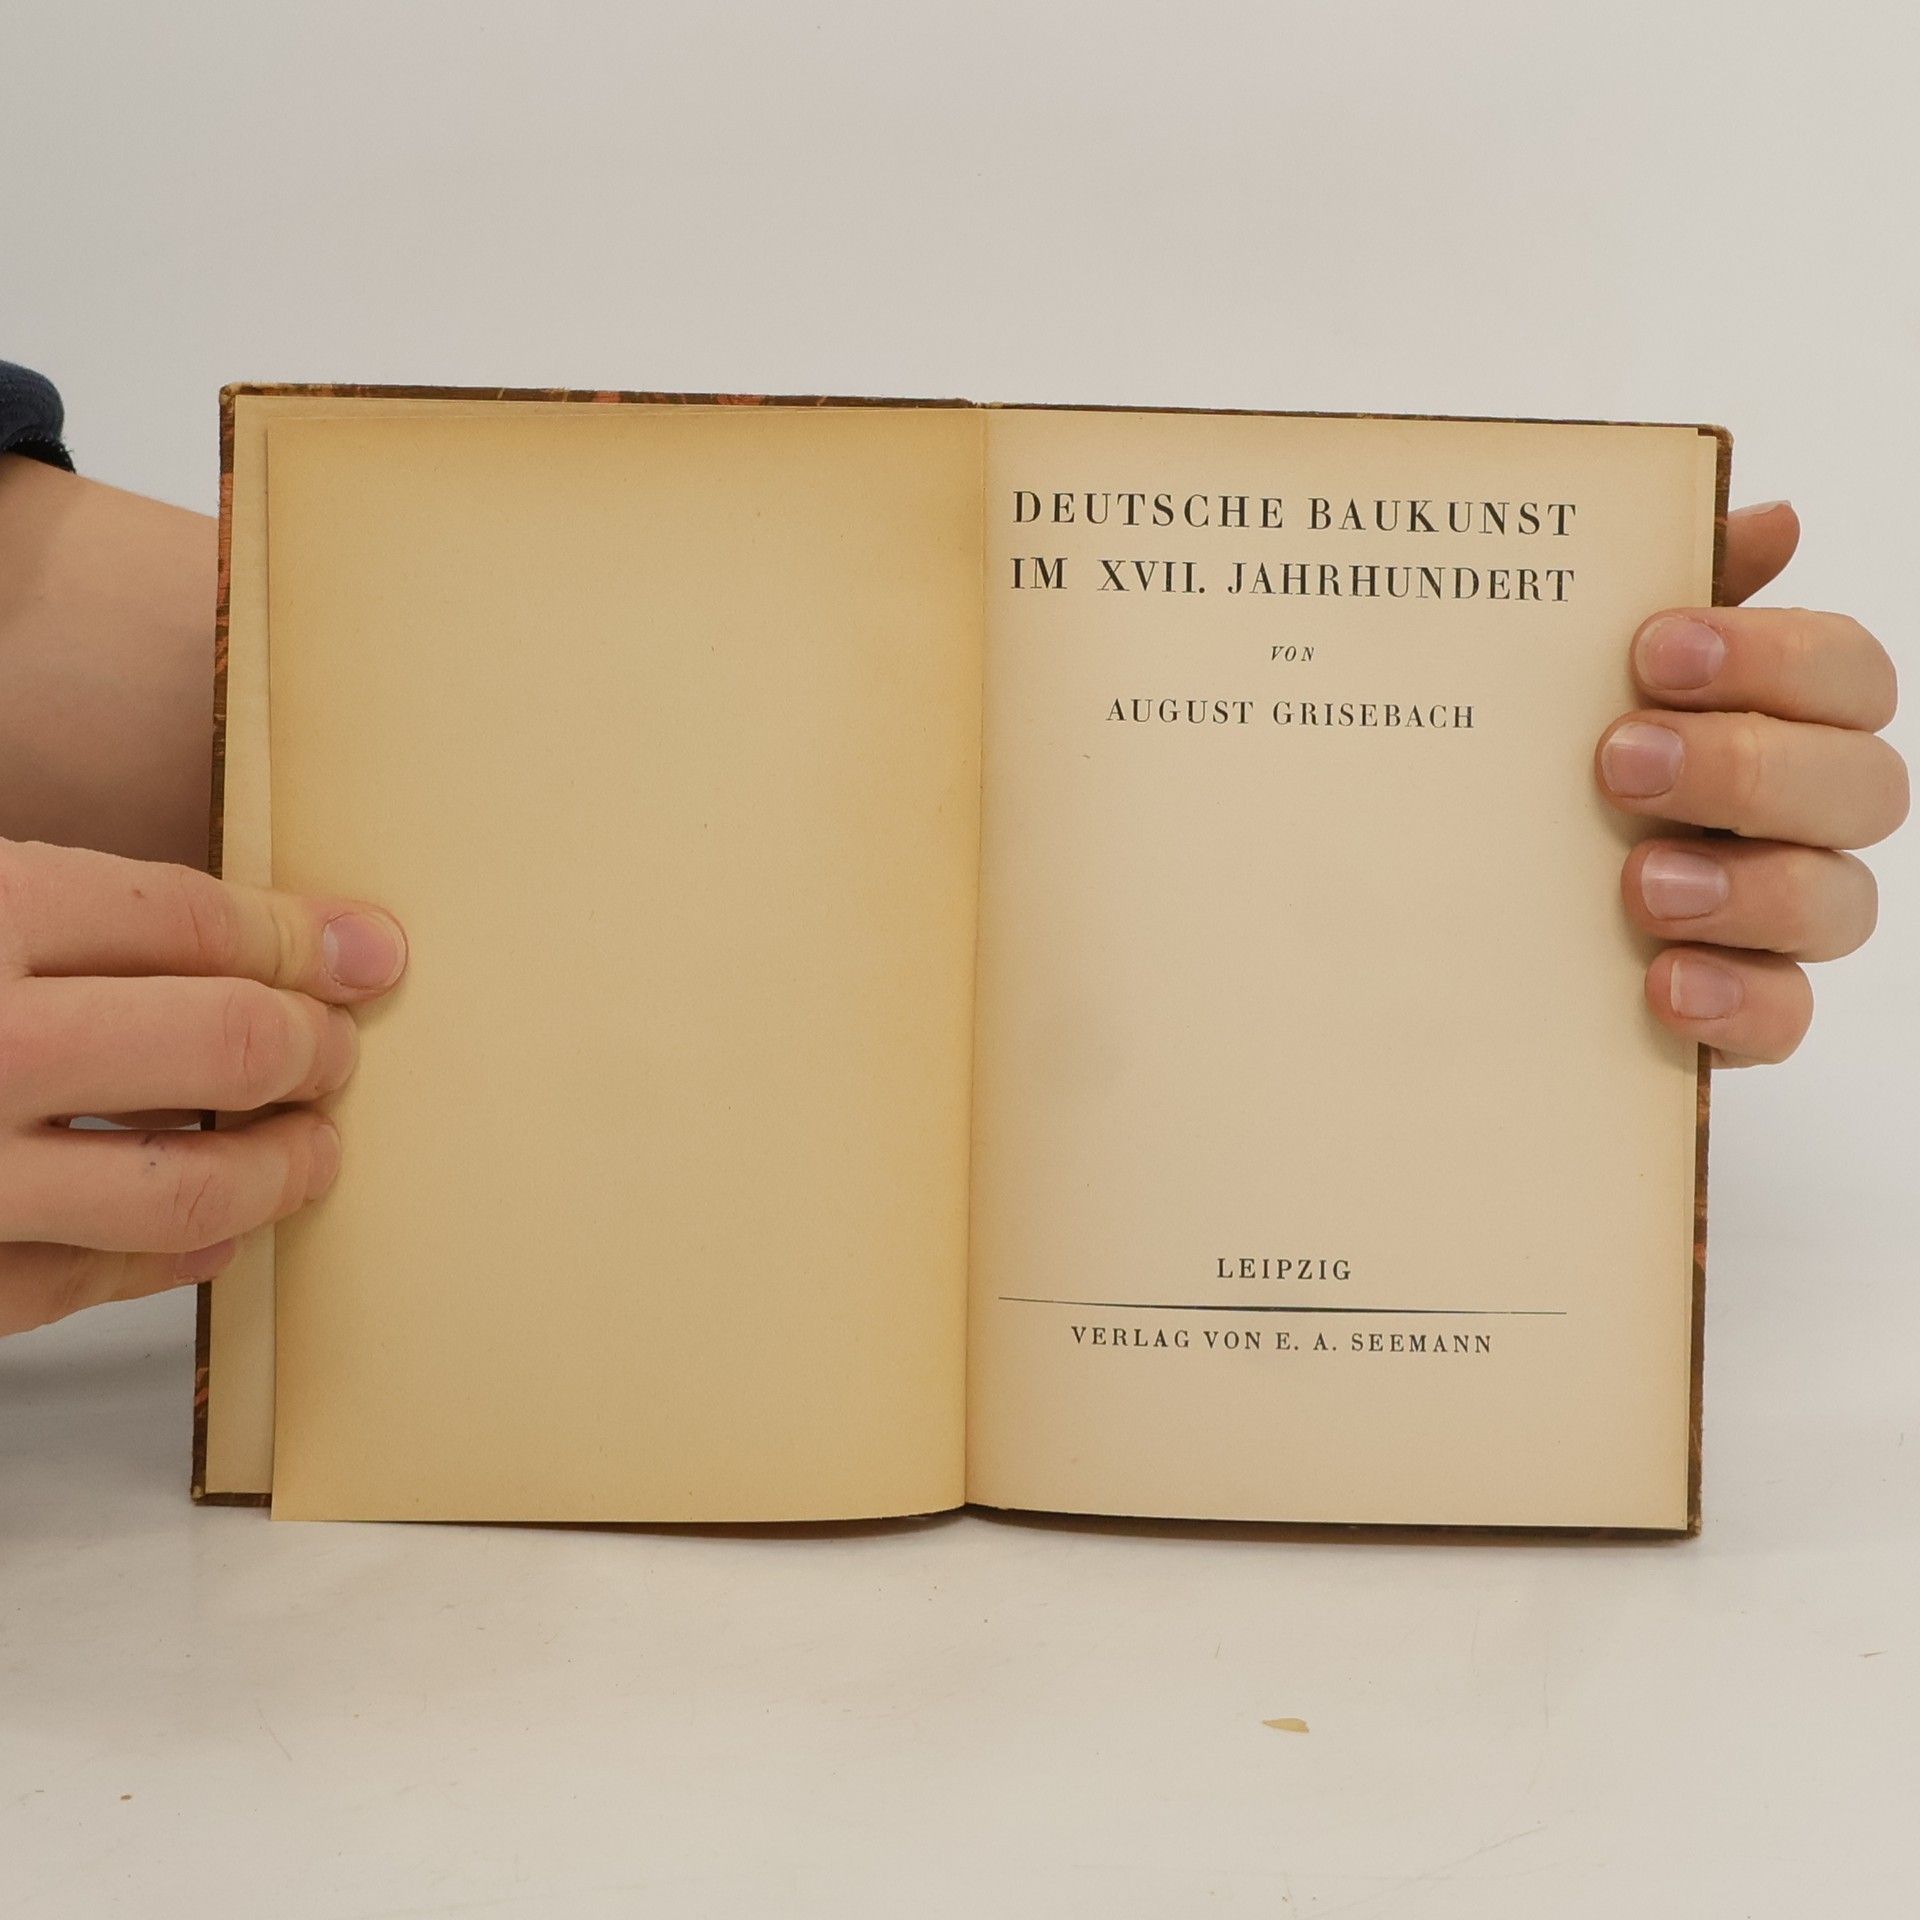 DEUTSCHE BAUKUNST
IM XVII. JAHRHUNDERT
VON
AUGUST GRISEBACH
LEIPZIG
VERLAG VON E. A. SEEMANN